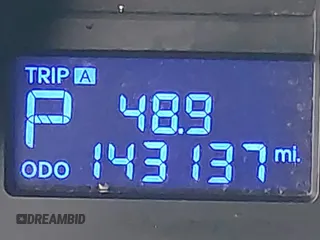 TRIP A
P 48.9
ODO 143137 mi.
DREAMBID